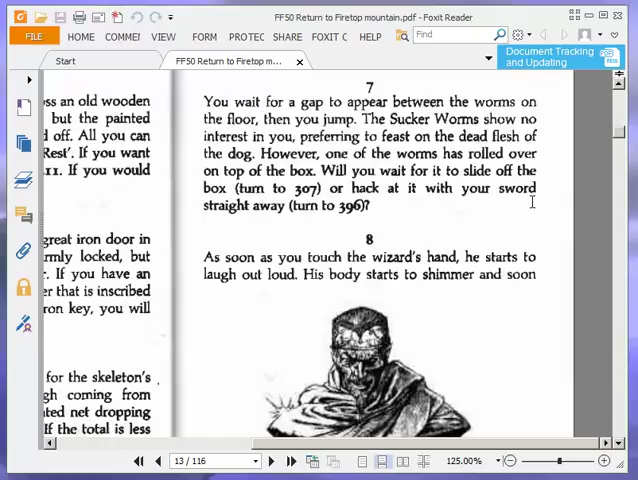 FF50 Return to Firetop mountain.pdf - Foxit Reader
FILE HOME COMME VIEW FORM PROTEC SHARE FOXIT C HELP Find
Document Tracking
and Updating
Start FF50 Return to Firetop m...
ss an old wooden
but the painted
off. All you can
Rest'. If you want
11. If you would
great iron door in
rmly locked, but
. If you have an
er that is inscribed
ron key, you will
for the skeleton's
gh coming from
ted net dropping
If the total is less
7
You wait for a gap to appear between the worms on
the floor, then you jump. The Sucker Worms show no
interest in you, preferring to feast on the dead flesh of
the dog. However, one of the worms has rolled over
on top of the box. Will you wait for it to slide off the
box (turn to 307) or hack at it with your sword
straight away (turn to 396)?
8
As soon as you touch the wizard's hand, he starts to
laugh out loud. His body starts to shimmer and soon
13 / 116 125.00%